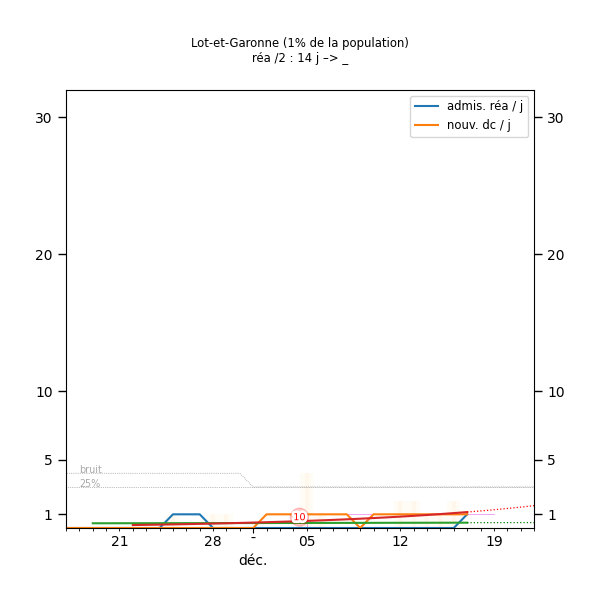 Lot-et-Garonne (1% de la population)
réa /2 : 14 j –> _
admis. réa / j
nouv. dc / j
30 30
20 20
10 10
5 5
bruit
25%
1 1
10
21 28 - 05 12 19
déc.